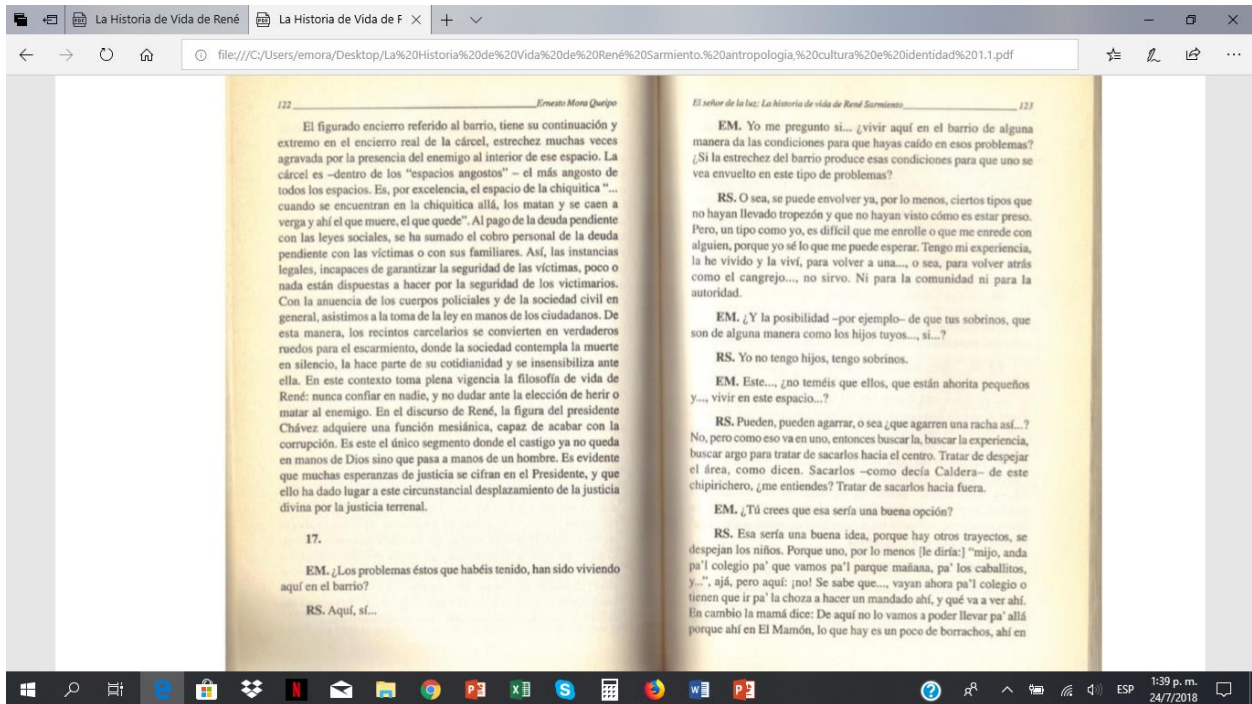 La Historia de Vida de René
La Historia de Vida de F
file:///C:/Users/emora/Desktop/La%20Historia%20de%20Vida%20de%20René%20Sarmiento.%20antropologia,%20cultura%20e%20identidad%201.1.pdf
122 Ernesto Mora Queipo
El figurado encierro referido al barrio, tiene su continuación y
extremo en el encierro real de la cárcel, estrechez muchas veces
agravada por la presencia del enemigo al interior de ese espacio. La
cárcel es –dentro de los "espacios angostos" – el más angosto de
todos los espacios. Es, por excelencia, el espacio de la chiquitica "...
cuando se encuentran en la chiquitica allá, los matan y se caen a
verga y ahí el que muere, el que quede". Al pago de la deuda pendiente
con las leyes sociales, se ha sumado el cobro personal de la deuda
pendiente con las víctimas o con sus familiares. Así, las instancias
legales, incapaces de garantizar la seguridad de las víctimas, poco o
nada están dispuestas a hacer por la seguridad de los victimarios.
Con la anuencia de los cuerpos policiales y de la sociedad civil en
general, asistimos a la toma de la ley en manos de los ciudadanos. De
esta manera, los recintos carcelarios se convierten en verdaderos
ruedos para el escarmiento, donde la sociedad contempla la muerte
en silencio, la hace parte de su cotidianidad y se insensibiliza ante
ella. En este contexto toma plena vigencia la filosofía de vida de
René: nunca confiar en nadie, y no dudar ante la elección de herir o
matar al enemigo. En el discurso de René, la figura del presidente
Chávez adquiere una función mesiánica, capaz de acabar con la
corrupción. Es este el único segmento donde el castigo ya no queda
en manos de Dios sino que pasa a manos de un hombre. Es evidente
que muchas esperanzas de justicia se cifran en el Presidente, y que
ello ha dado lugar a este circunstancial desplazamiento de la justicia
divina por la justicia terrenal.
17.
EM. ¿Los problemas éstos que habéis tenido, han sido viviendo
aquí en el barrio?
RS. Aquí, sí...
El señor de la luz: La historia de vida de René Sarmiento 123
EM. Yo me pregunto si... ¿vivir aquí en el barrio de alguna
manera da las condiciones para que hayas caído en esos problemas?
¿Si la estrechez del barrio produce esas condiciones para que uno se
vea envuelto en este tipo de problemas?
RS. O sea, se puede envolver ya, por lo menos, ciertos tipos que
no hayan llevado tropezón y que no hayan visto cómo es estar preso.
Pero, un tipo como yo, es difícil que me enrolle o que me enrede con
alguien, porque yo sé lo que me puede esperar. Tengo mi experiencia,
la he vivido y la viví, para volver a una..., o sea, para volver atrás
como el cangrejo..., no sirvo. Ni para la comunidad ni para la
autoridad.
EM. ¿Y la posibilidad –por ejemplo– de que tus sobrinos, que
son de alguna manera como los hijos tuyos..., si...?
RS. Yo no tengo hijos, tengo sobrinos.
EM. Este..., ¿no teméis que ellos, que están ahorita pequeños
y..., vivir en este espacio...?
RS. Pueden, pueden agarrar, o sea ¿que agarren una racha así...?
No, pero como eso va en uno, entonces buscar la, buscar la experiencia,
buscar argo para tratar de sacarlos hacia el centro. Tratar de despejar
el área, como dicen. Sacarlos –como decía Caldera– de este
chipirichero, ¿me entiendes? Tratar de sacarlos hacia fuera.
EM. ¿Tú crees que esa sería una buena opción?
RS. Esa sería una buena idea, porque hay otros trayectos, se
despejan los niños. Porque uno, por lo menos [le diría:] "mijo, anda
pa'l colegio pa' que vamos pa'l parque mañana, pa' los caballitos,
y...", ajá, pero aquí: ¡no! Se sabe que..., vayan ahora pa'l colegio o
tienen que ir pa' la choza a hacer un mandado ahí, y qué va a ver ahí.
En cambio la mamá dice: De aquí no lo vamos a poder llevar pa' allá
porque ahí en El Mamón, lo que hay es un poco de borrachos, ahí en
ESP
1:39 p. m.
24/7/2018